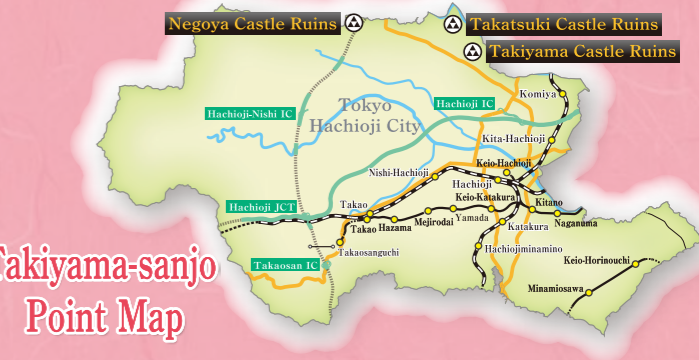 Negoya Castle Ruins
Takatsuki Castle Ruins
Takiyama Castle Ruins
Komiya
Hachioji-Nishi IC
Tokyo
Hachioji City
Hachioji IC
Kita-Hachioji
Keio-Hachioji
Nishi-Hachioji
Hachioji
Keio-Katakura
Hachioji JCT
Takao
Takao
Hazama
Mejirodai
Yamada
Kitano
Naganuma
Katakura
Takaosanguchi
Hachiojiminamino
Takaosan IC
Keio-Horinouchi
Minamiosawa
Takiyama-sanjo
Point Map